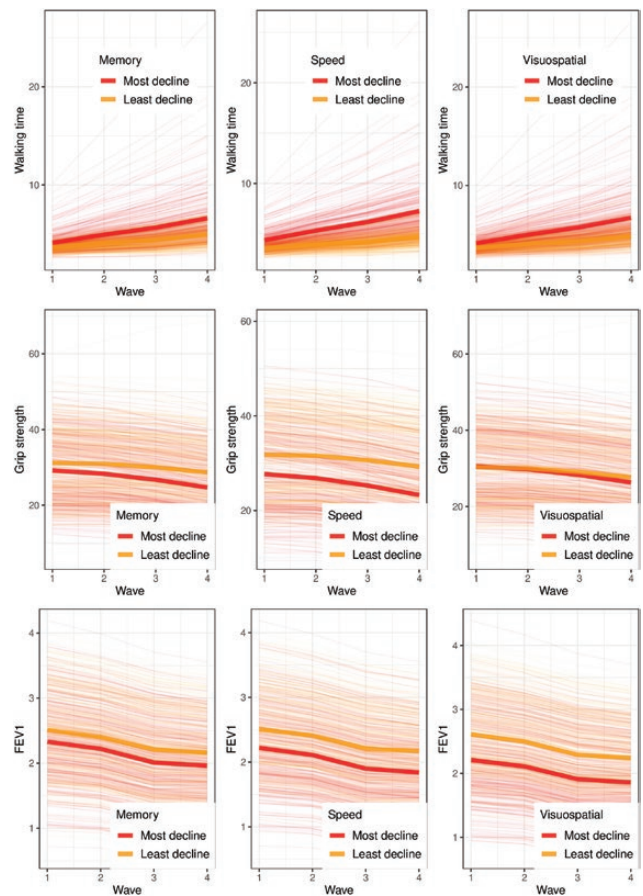 Memory
Most decline
Least decline
Walking time
20
10
1 2 3 4
Wave
Speed
Most decline
Least decline
Walking time
20
10
1 2 3 4
Wave
Visuospatial
Most decline
Least decline
Walking time
20
10
1 2 3 4
Wave
Grip strength
60
40
20
Memory
Most decline
Least decline
1 2 3 4
Wave
Grip strength
60
40
20
Speed
Most decline
Least decline
1 2 3 4
Wave
Grip strength
60
40
20
Visuospatial
Most decline
Least decline
1 2 3 4
Wave
FEV1
4
3
2
1
Memory
Most decline
Least decline
1 2 3 4
Wave
FEV1
4
3
2
1
Speed
Most decline
Least decline
1 2 3 4
Wave
FEV1
4
3
2
1
Visuospatial
Most decline
Least decline
1 2 3 4
Wave